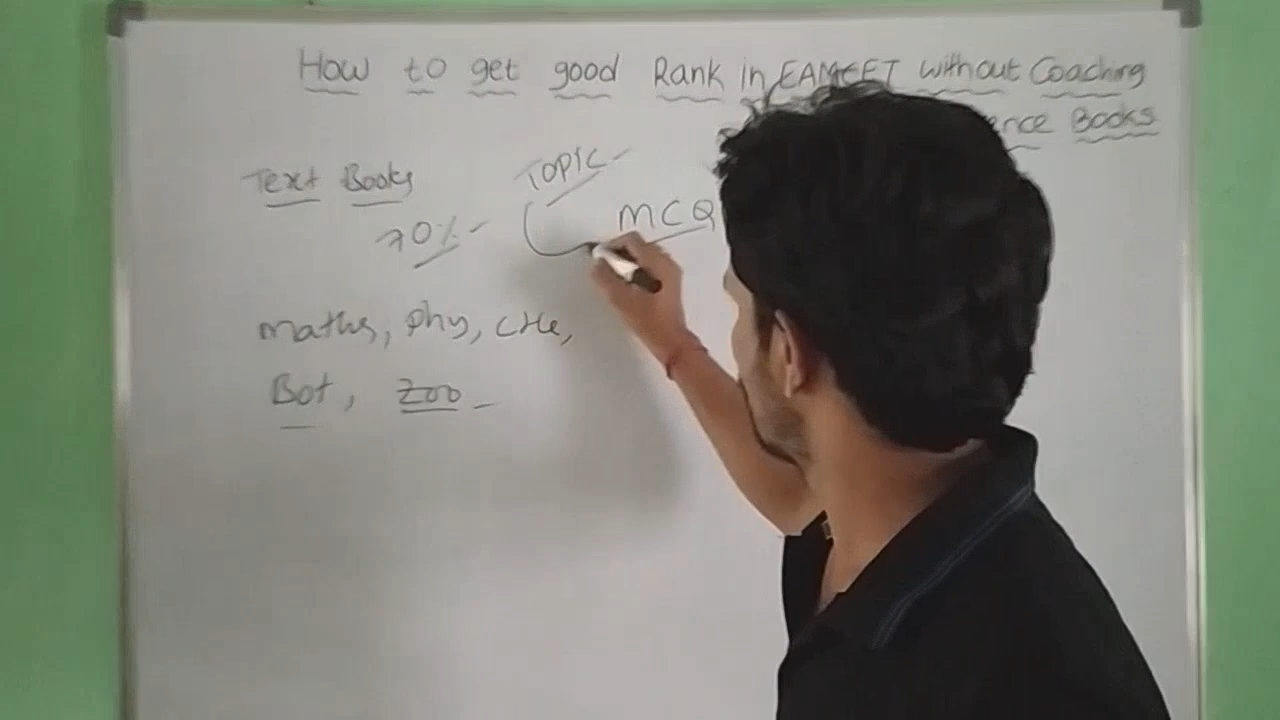 How to get good Rank in EAMCET without Coaching
Books
Text Books
TOPIC
70%
MCQ
maths, phy, CHe,
Bot, Zoo